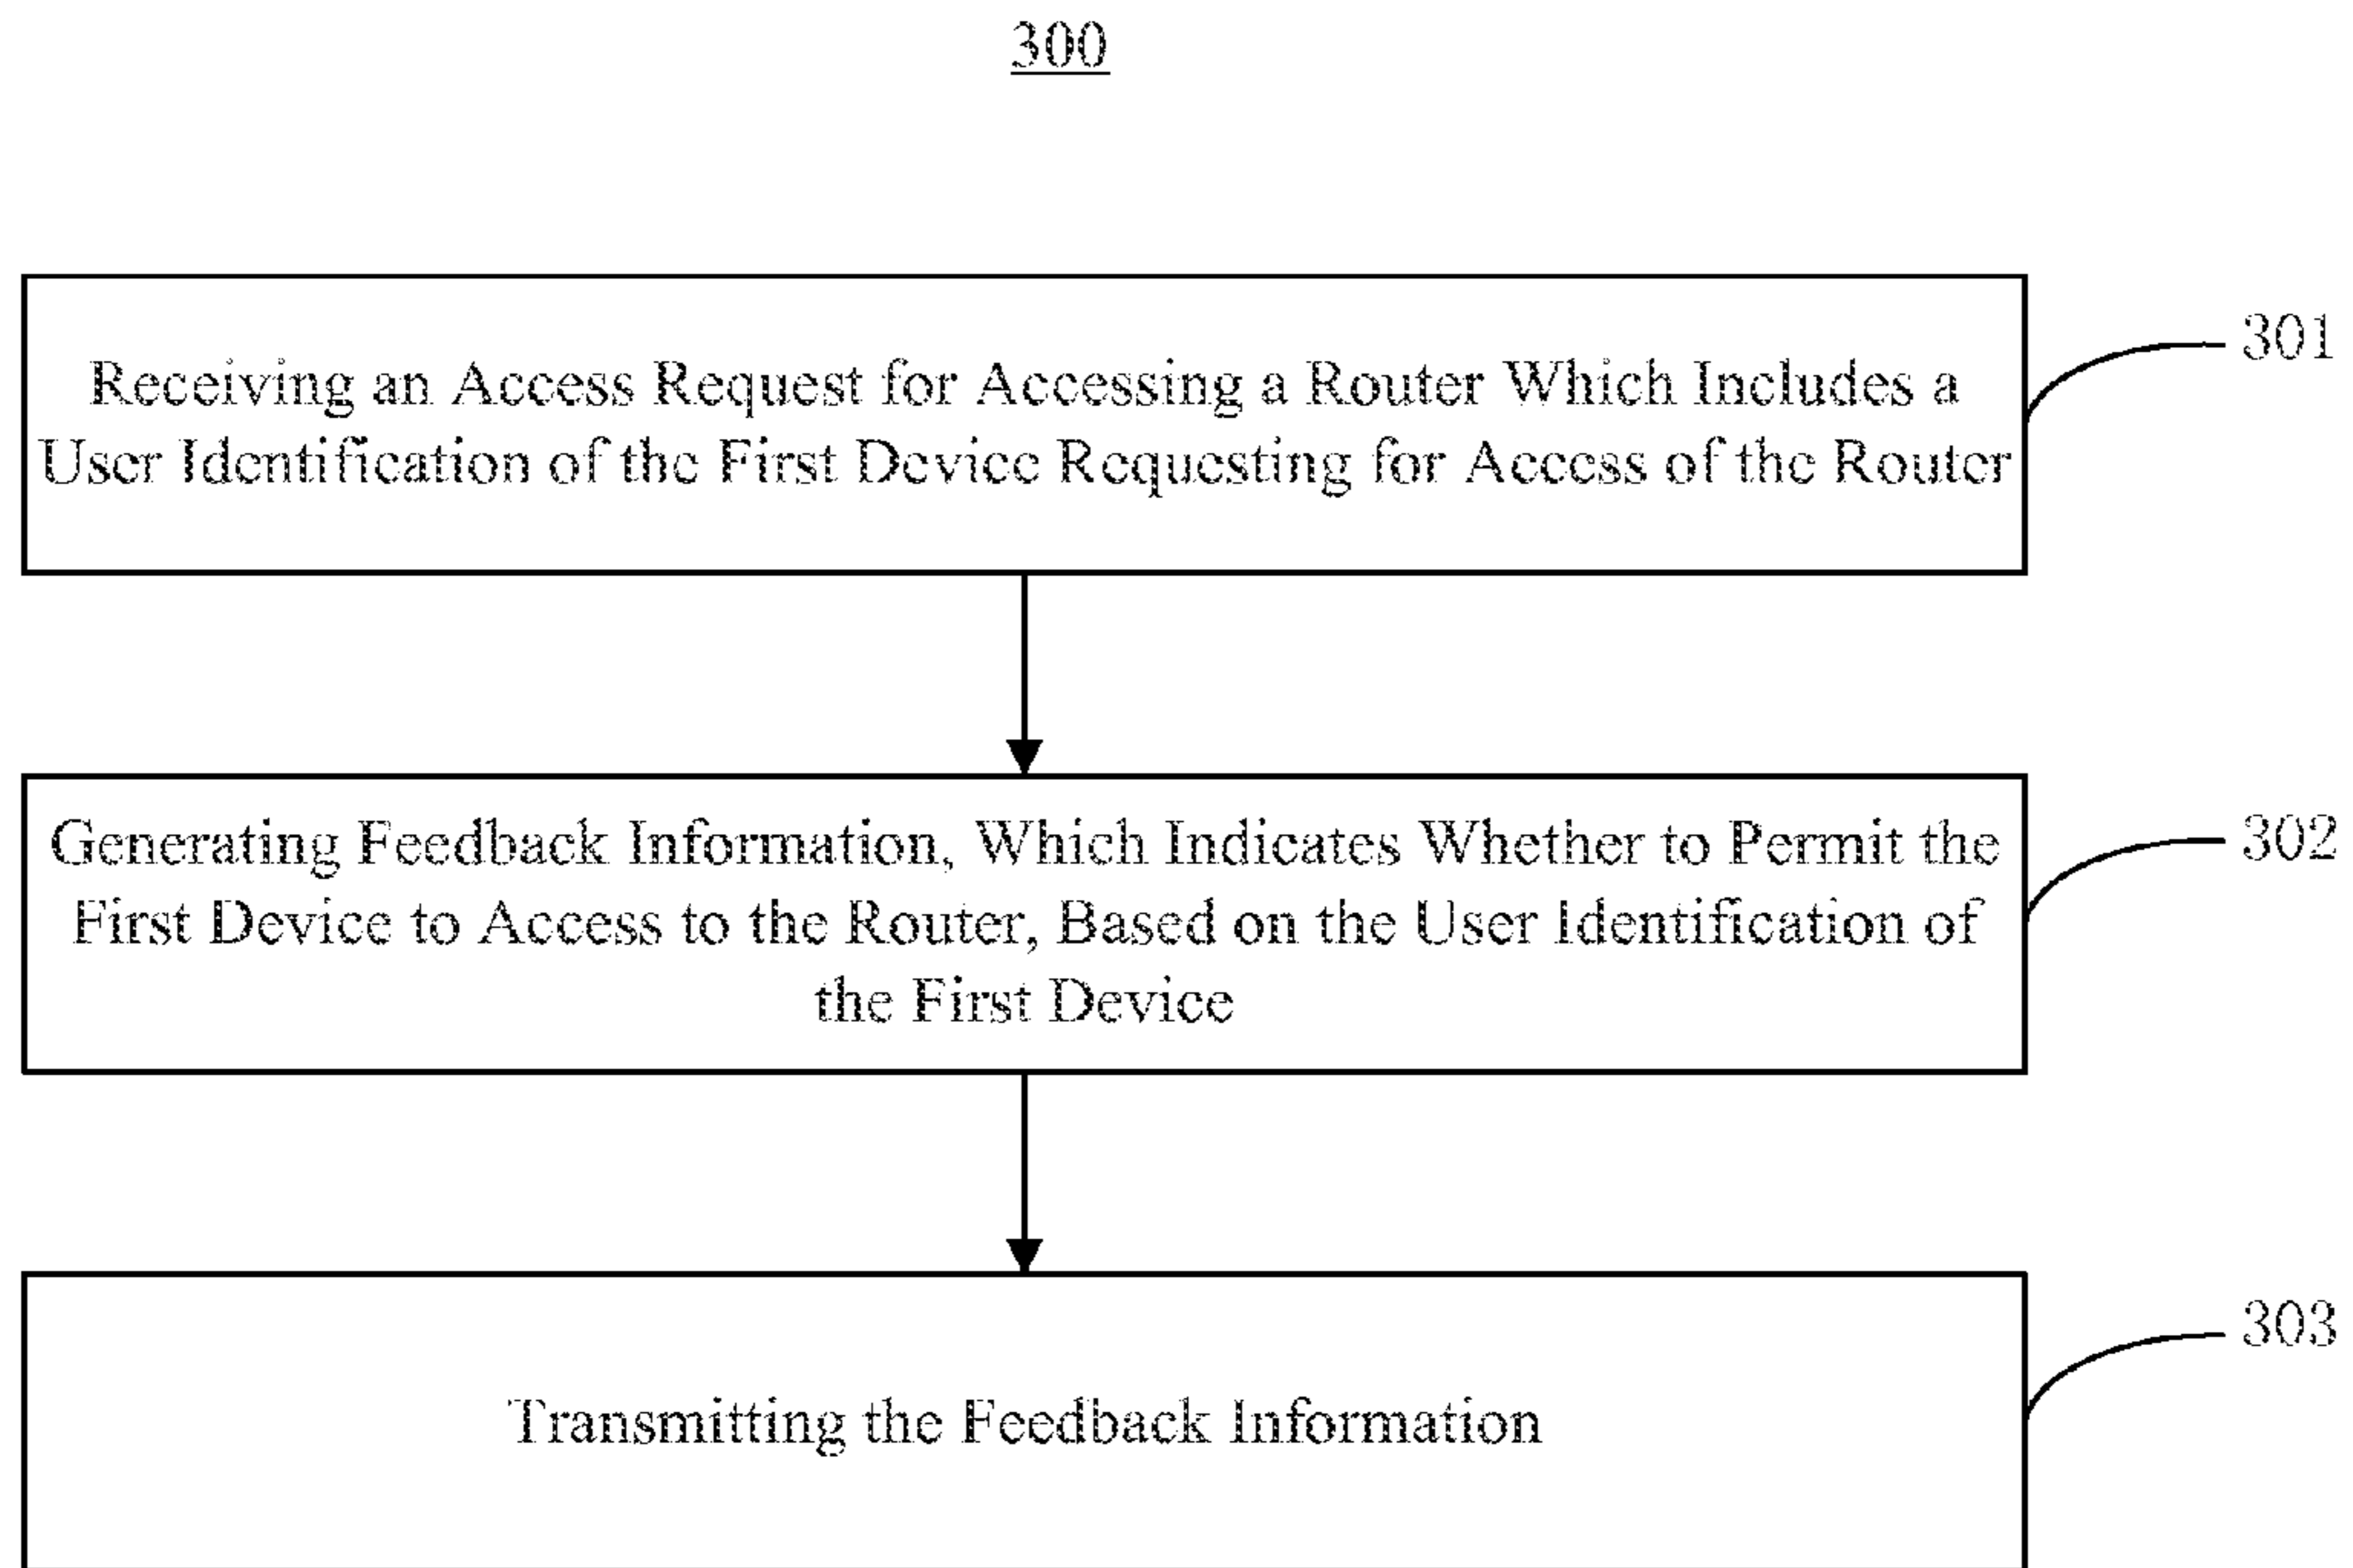 300
Receiving an Access Request for Accessing a Router Which Includes a
User Identification of the First Device Requesting for Access of the Router
301
Generating Feedback Information, Which Indicates Whether to Permit the
First Device to Access to the Router, Based on the User Identification of
the First Device
302
Transmitting the Feedback Information
303